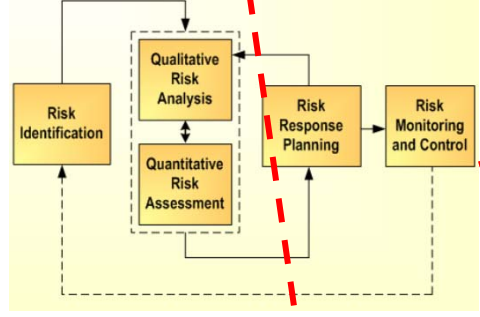 Risk
Identification
Qualitative
Risk
Analysis
Quantitative
Risk
Assessment
Risk
Response
Planning
Risk
Monitoring
and Control